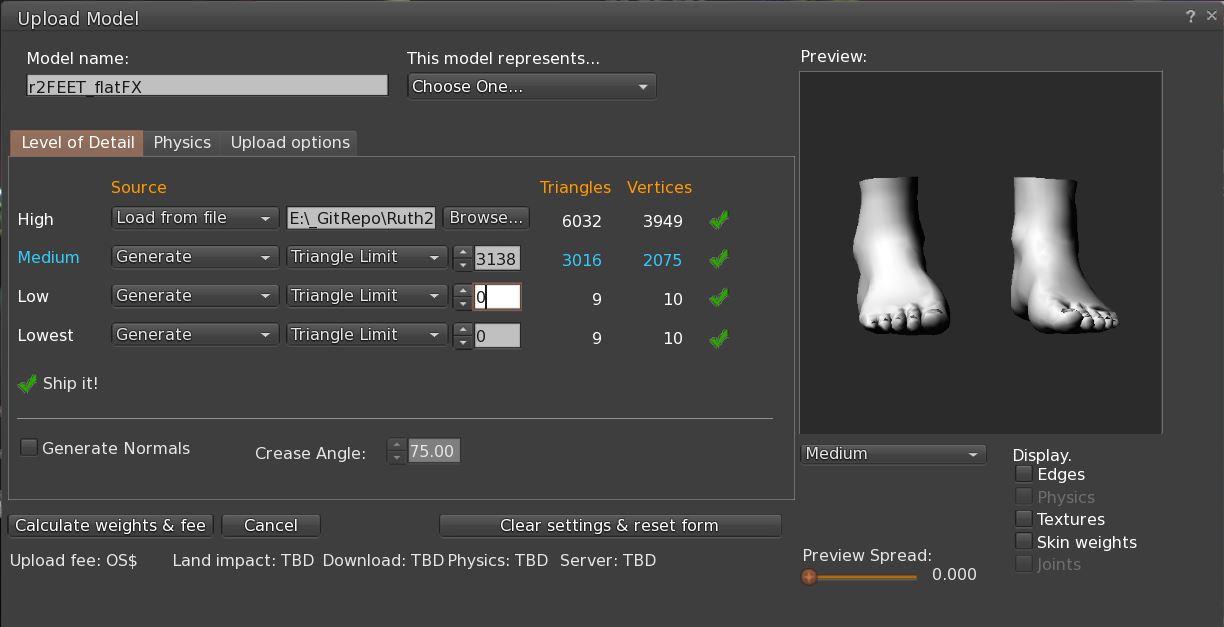 Upload Model
? ×
Model name:
This model represents...
Preview:
r2FEET_flatFX
Choose One...
Level of Detail
Physics
Upload options
Source
Triangles
Vertices
High
Load from file
E:\_GitRepo\Ruth2
Browse...
6032
3949
Medium
Generate
Triangle Limit
3138
3016
2075
Low
Generate
Triangle Limit
0
9
10
Lowest
Generate
Triangle Limit
0
9
10
Ship it!
Generate Normals
Crease Angle:
75.00
Medium
Display.
Edges
Physics
Textures
Skin weights
Joints
Calculate weights & fee
Cancel
Clear settings & reset form
Upload fee: OS$
Land impact: TBD
Download: TBD
Physics: TBD
Server: TBD
Preview Spread:
0.000